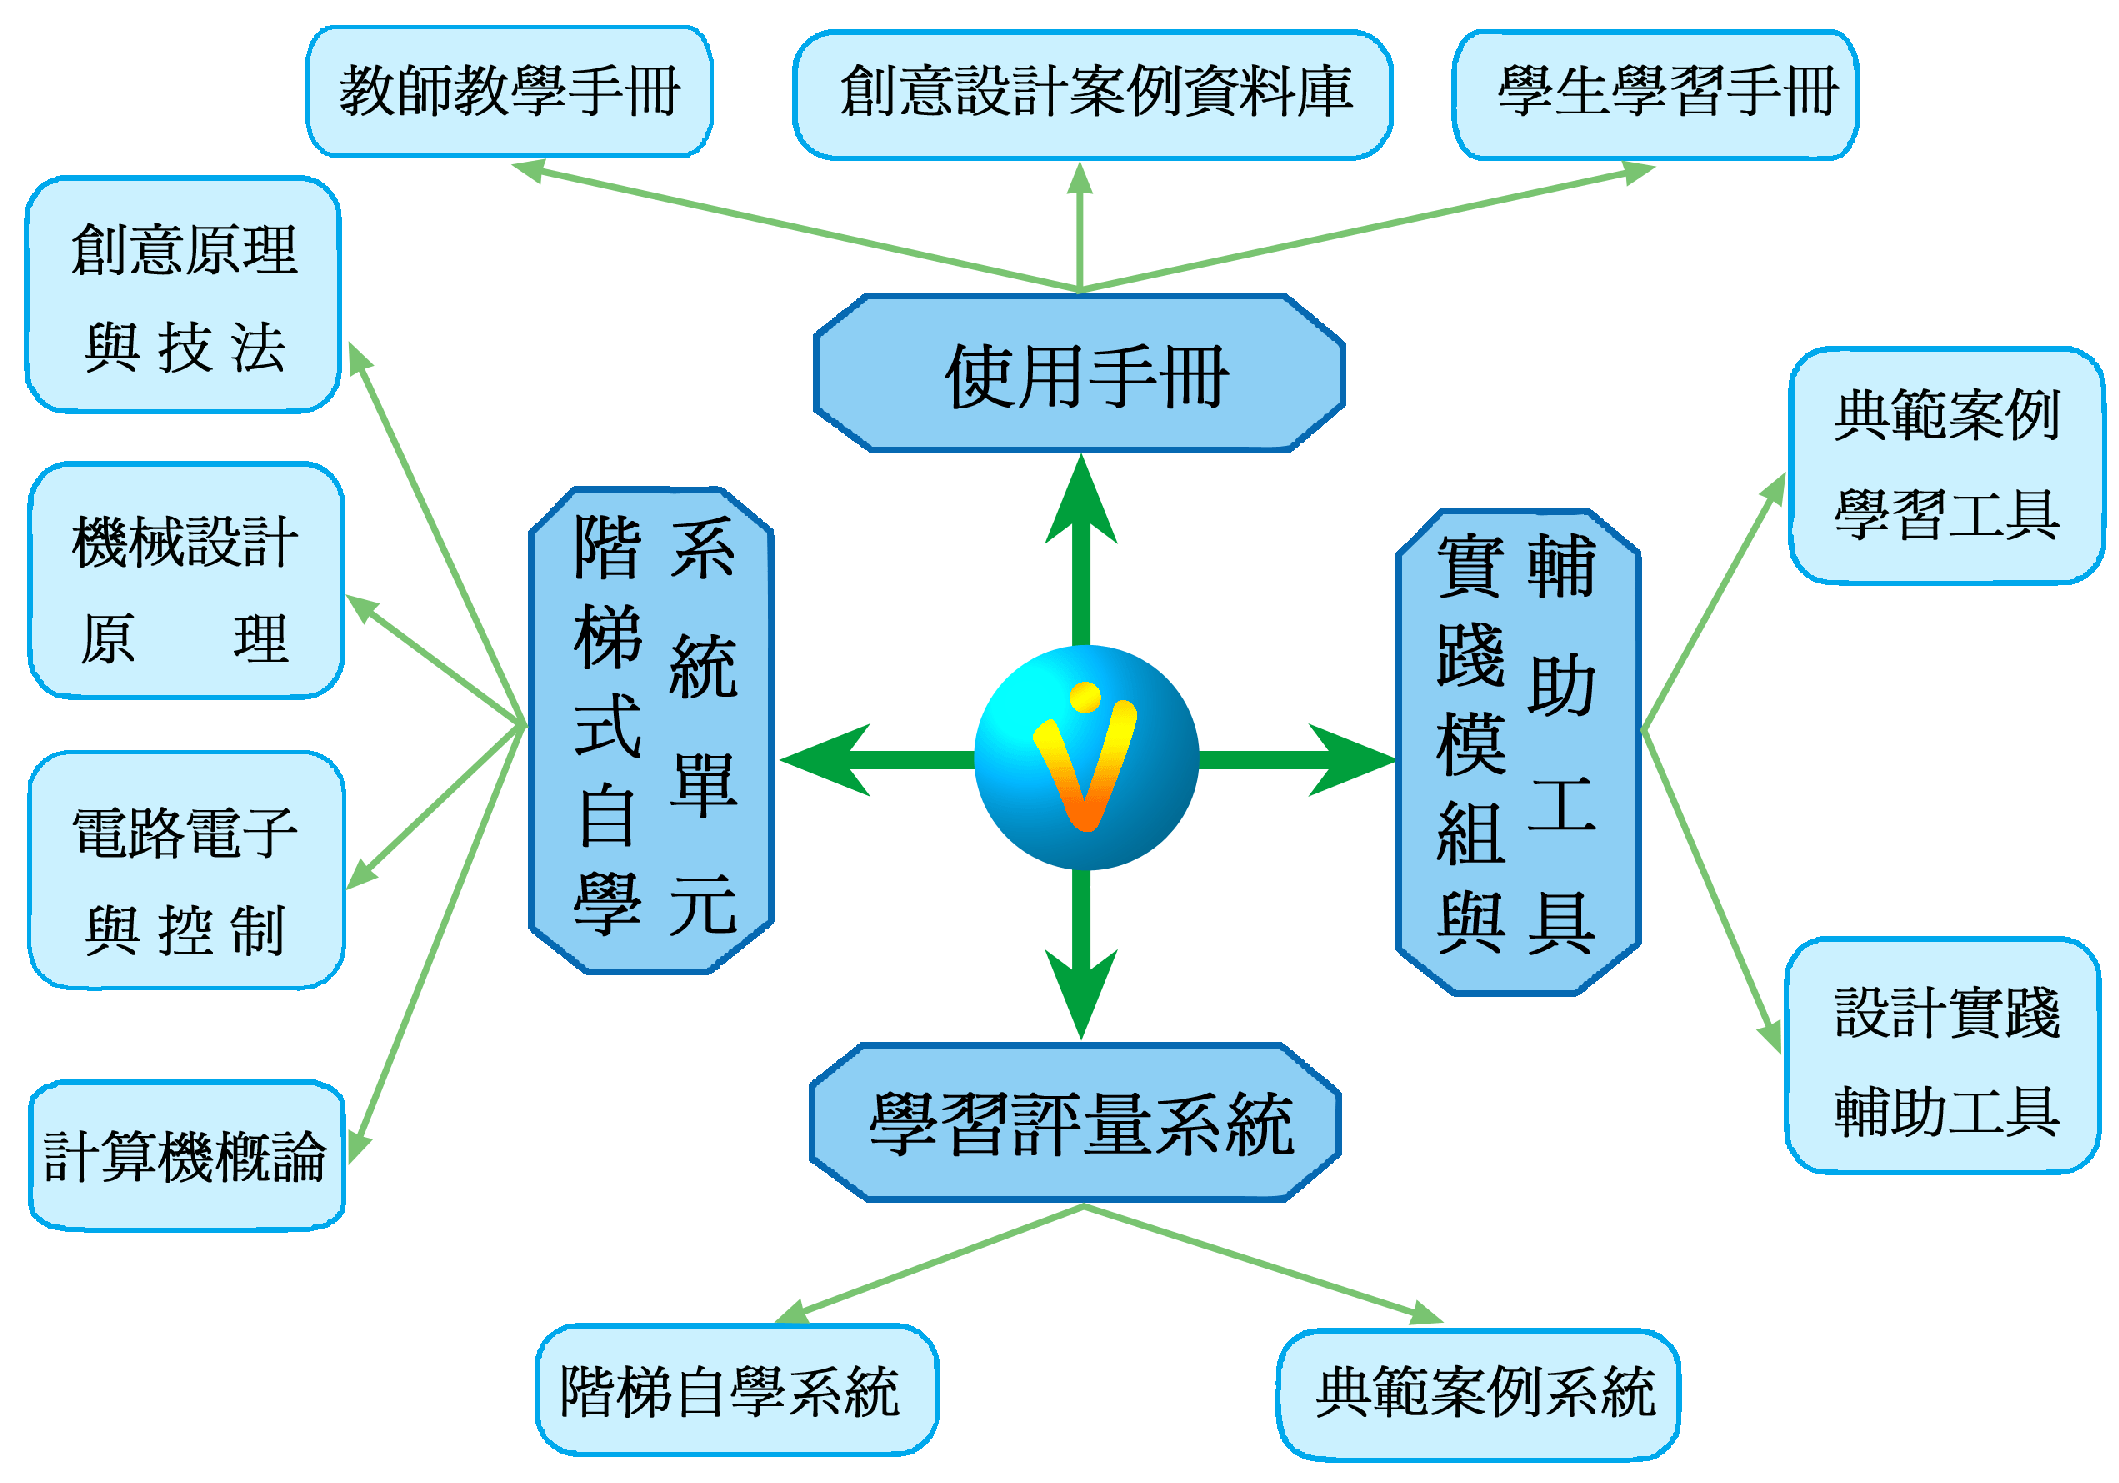 教師教學手冊
創意設計案例資料庫
學生學習手冊
創意原理
與技法
機械設計
原理
電路電子
與控制
計算機概論
使用手冊
階梯式自學
系統單元
實踐模組與
輔助工具
典範案例
學習工具
設計實踐
輔助工具
學習評量系統
階梯自學系統
典範案例系統